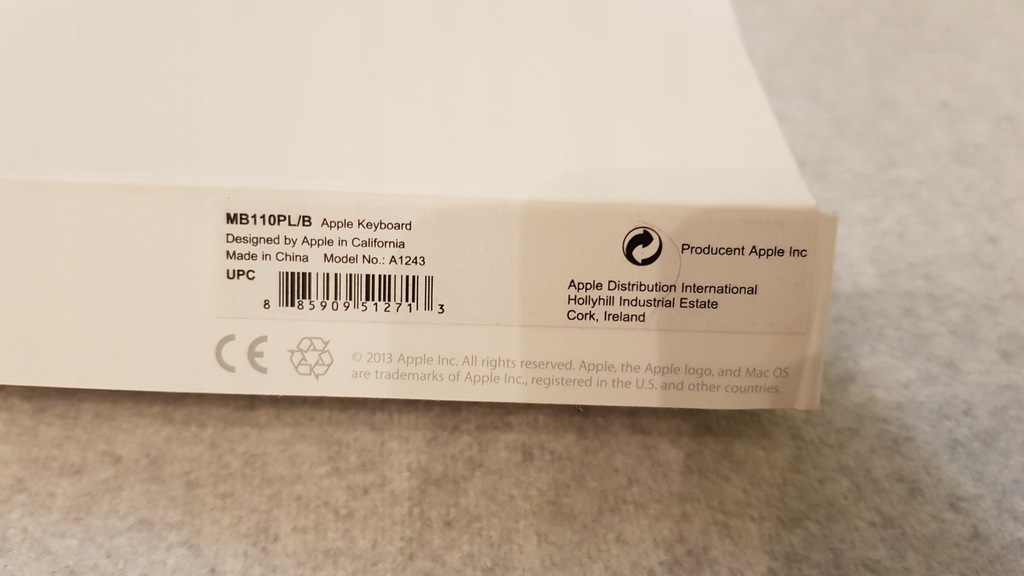 MB110PL/B Apple Keyboard
Designed by Apple in California
Made in China Model No.: A1243
UPC
8 85909 51271 3
Producent Apple Inc
Apple Distribution International
Hollyhill Industrial Estate
Cork, Ireland
CE
© 2013 Apple Inc. All rights reserved. Apple, the Apple logo, and Mac OS
are trademarks of Apple Inc., registered in the U.S. and other countries.